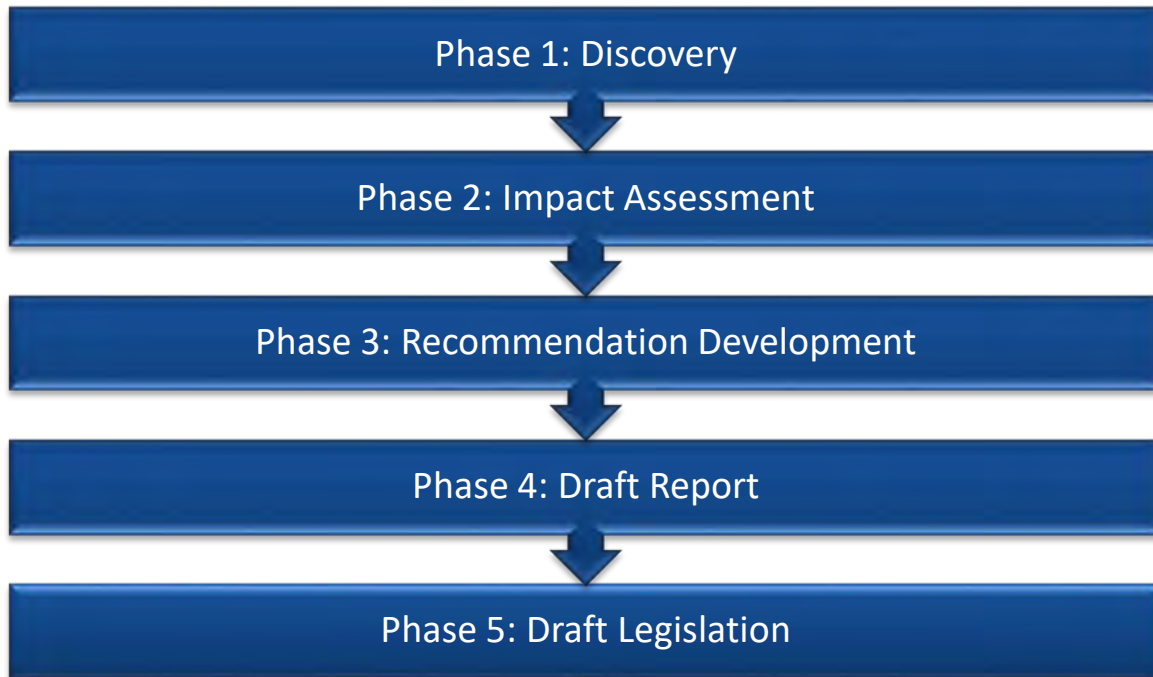 Phase 1: Discovery
Phase 2: Impact Assessment
Phase 3: Recommendation Development
Phase 4: Draft Report
Phase 5: Draft Legislation